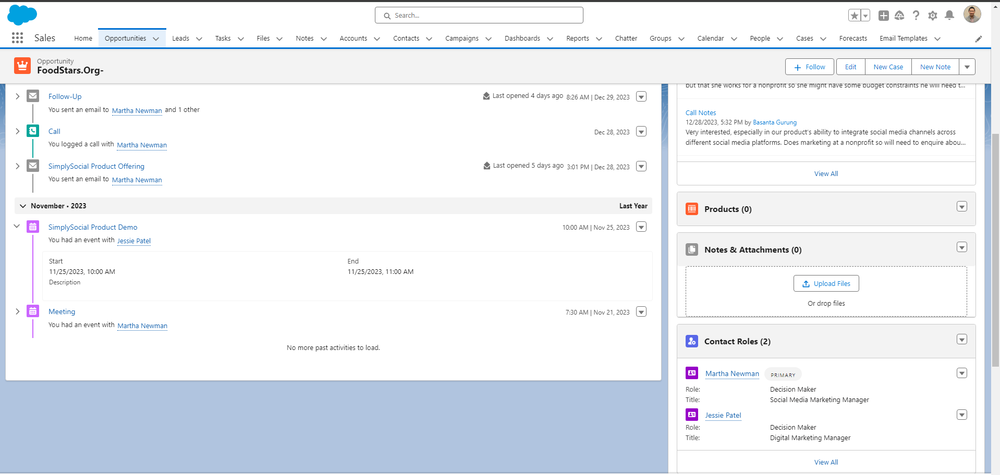 Search...
Sales
Home
Opportunities
Leads
Tasks
Files
Notes
Accounts
Contacts
Campaigns
Dashboards
Reports
Chatter
Groups
Calendar
People
Cases
Forecasts
Email Templates
Opportunity
FoodStars.Org-
Follow
Edit
New Case
New Note
Follow-Up
Last opened 4 days ago 8:26 AM | Dec 29, 2023
You sent an email to Martha Newman and 1 other
Call
Dec 28, 2023
You logged a call with Martha Newman
SimplySocial Product Offering
Last opened 5 days ago 3:01 PM | Dec 28, 2023
You sent an email to Martha Newman
November • 2023
Last Year
SimplySocial Product Demo
10:00 AM | Nov 25, 2023
You had an event with Jessie Patel
Start
End
11/25/2023, 10:00 AM
11/25/2023, 11:00 AM
Description
Meeting
7:30 AM | Nov 21, 2023
You had an event with Martha Newman
No more past activities to load.
but that she works for a nonprofit so she might have some budget constraints he will need t...
Call Notes
12/28/2023, 5:32 PM by Basanta Gurung
Very interested, especially in our product's ability to integrate social media channels across
different social media platforms. Does marketing at a nonprofit so will need to enquire abou...
View All
Products (0)
Notes & Attachments (0)
Upload Files
Or drop files
Contact Roles (2)
Martha Newman PRIMARY
Role: Decision Maker
Title: Social Media Marketing Manager
Jessie Patel
Role: Decision Maker
Title: Digital Marketing Manager
View All